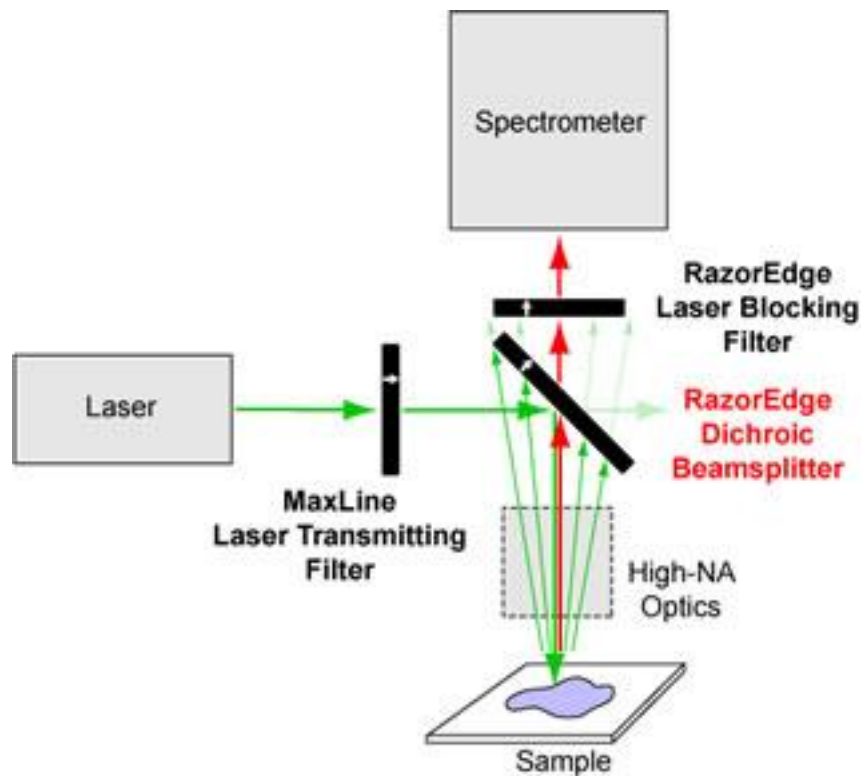 Spectrometer
RazorEdge
Laser Blocking
Filter
Laser
RazorEdge
Dichroic
Beamsplitter
MaxLine
Laser Transmitting
Filter
High-NA
Optics
Sample